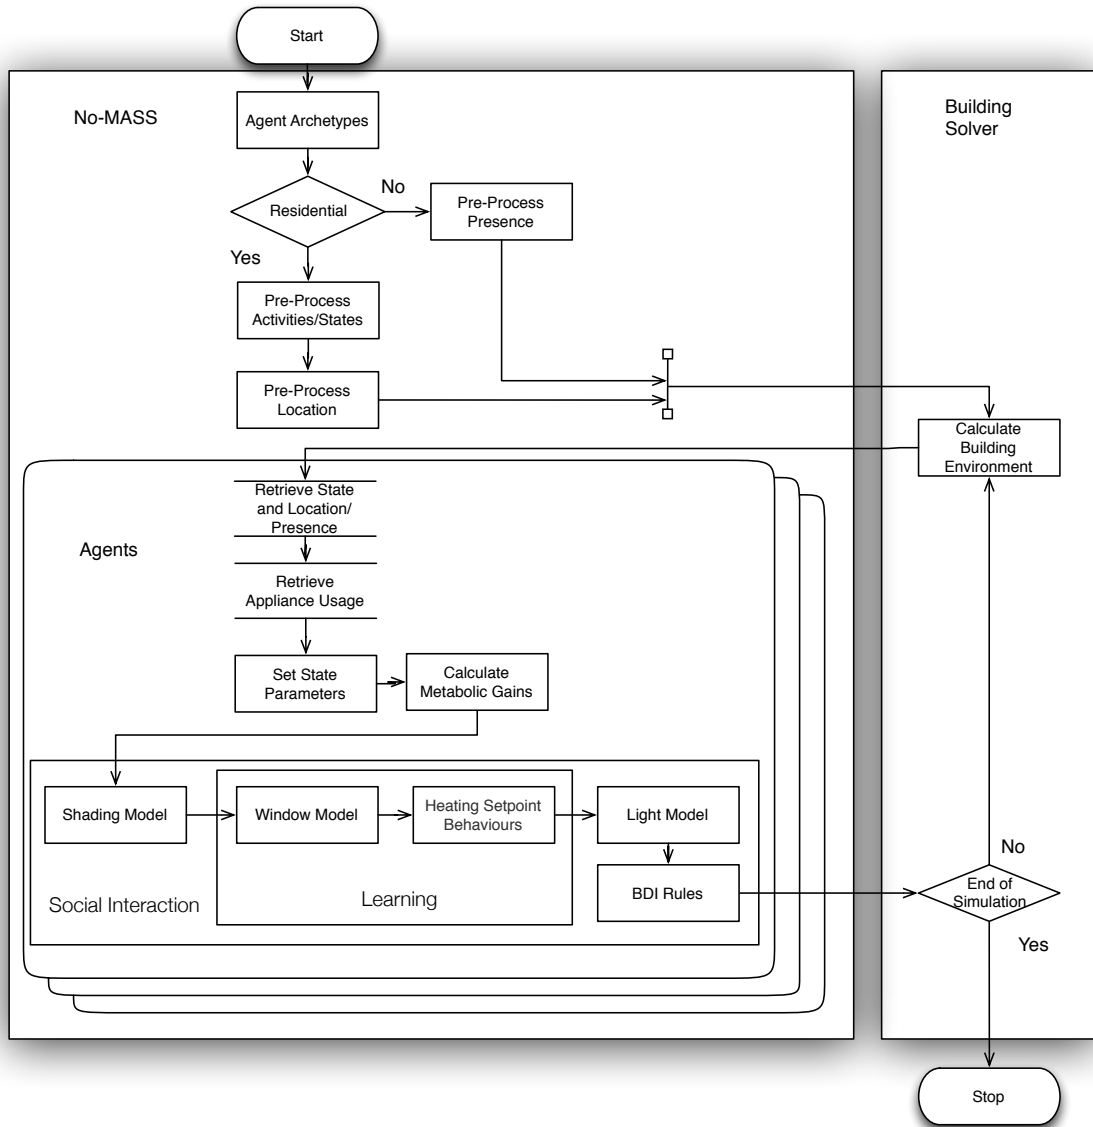 Start
No-MASS
Building
Solver
Agent Archetypes
No
Residential
Pre-Process
Presence
Yes
Pre-Process
Activities/States
Pre-Process
Location
Calculate
Building
Environment
Retrieve State
and Location/
Presence
Agents
Retrieve
Appliance Usage
Set State
Parameters
Calculate
Metabolic Gains
Shading Model
Window Model
Heating Setpoint
Behaviours
Light Model
BDI Rules
Social Interaction
Learning
No
End of
Simulation
Yes
Stop